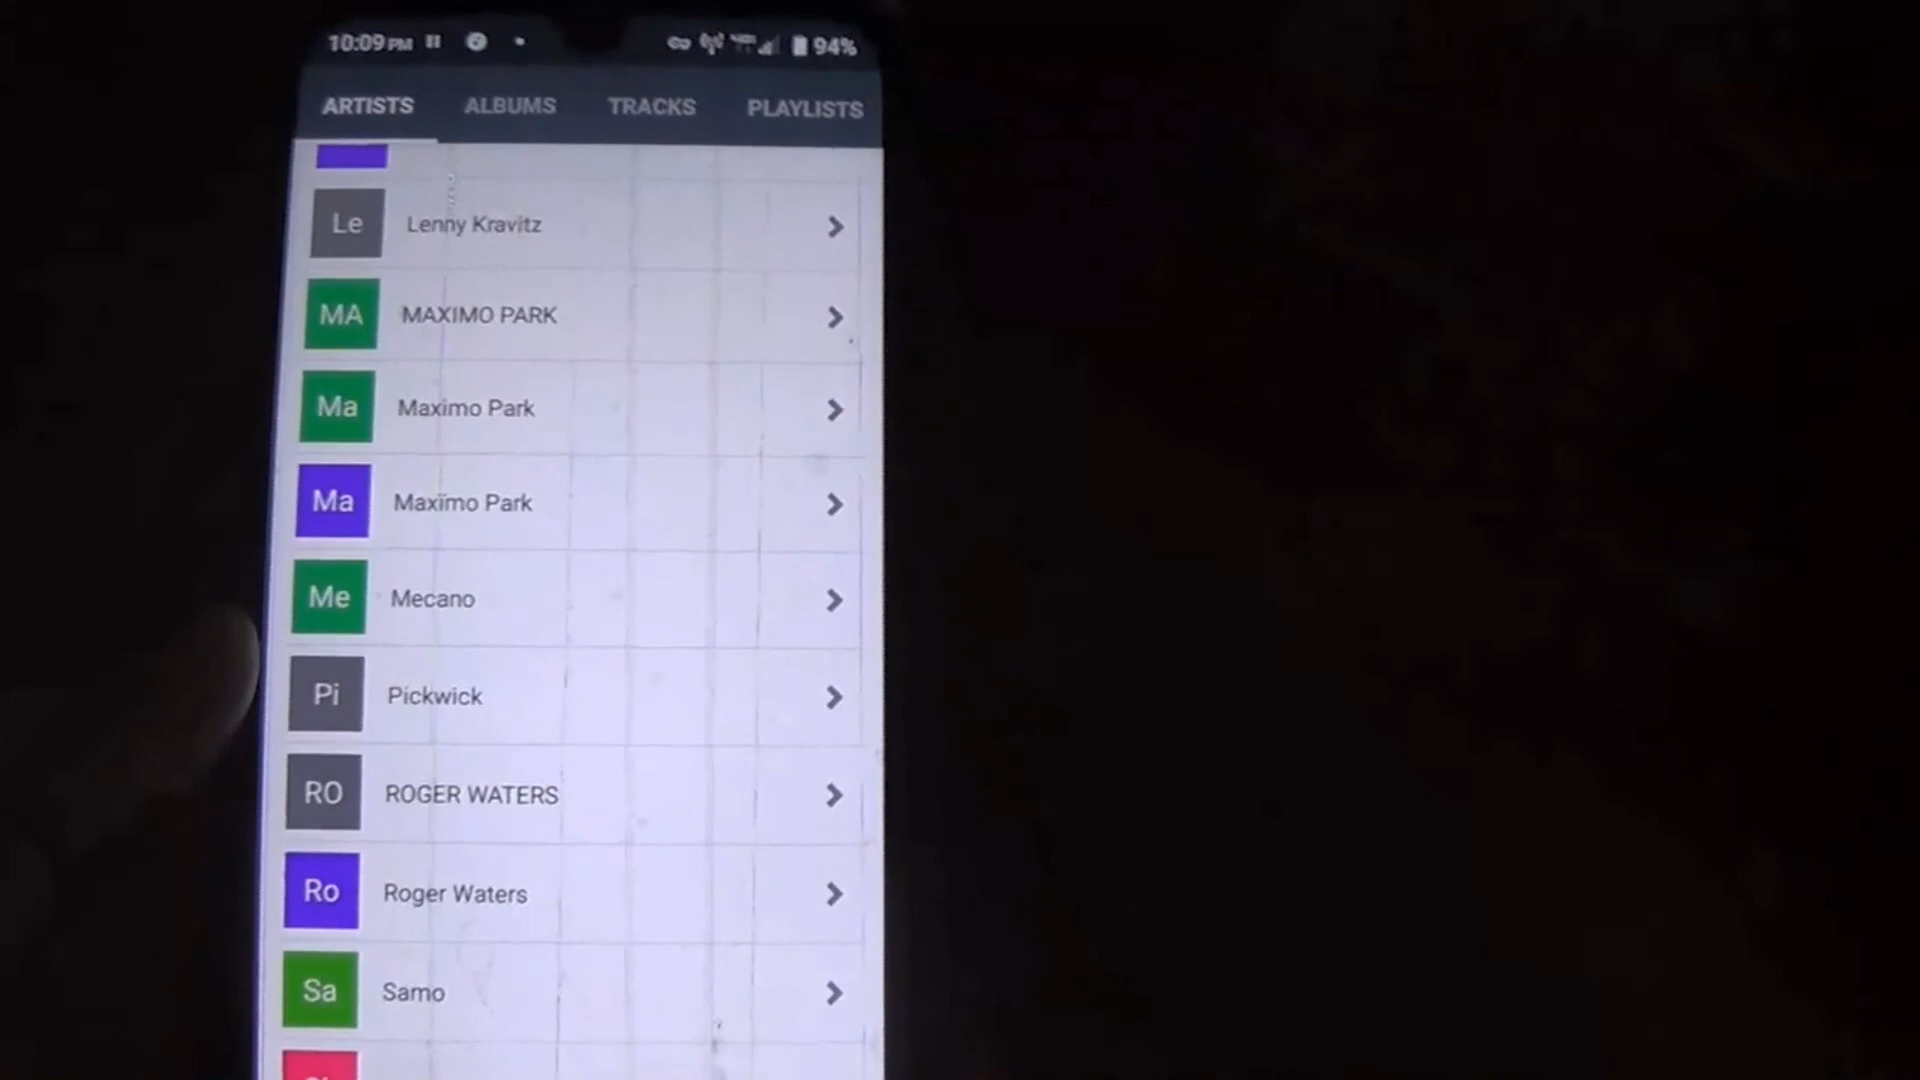 10:09 PM 94%
ARTISTS ALBUMS TRACKS PLAYLISTS
Le Lenny Kravitz
MA MAXIMO PARK
Ma Maximo Park
Ma Maxïmo Park
Me Mecano
Pi Pickwick
RO ROGER WATERS
Ro Roger Waters
Sa Samo